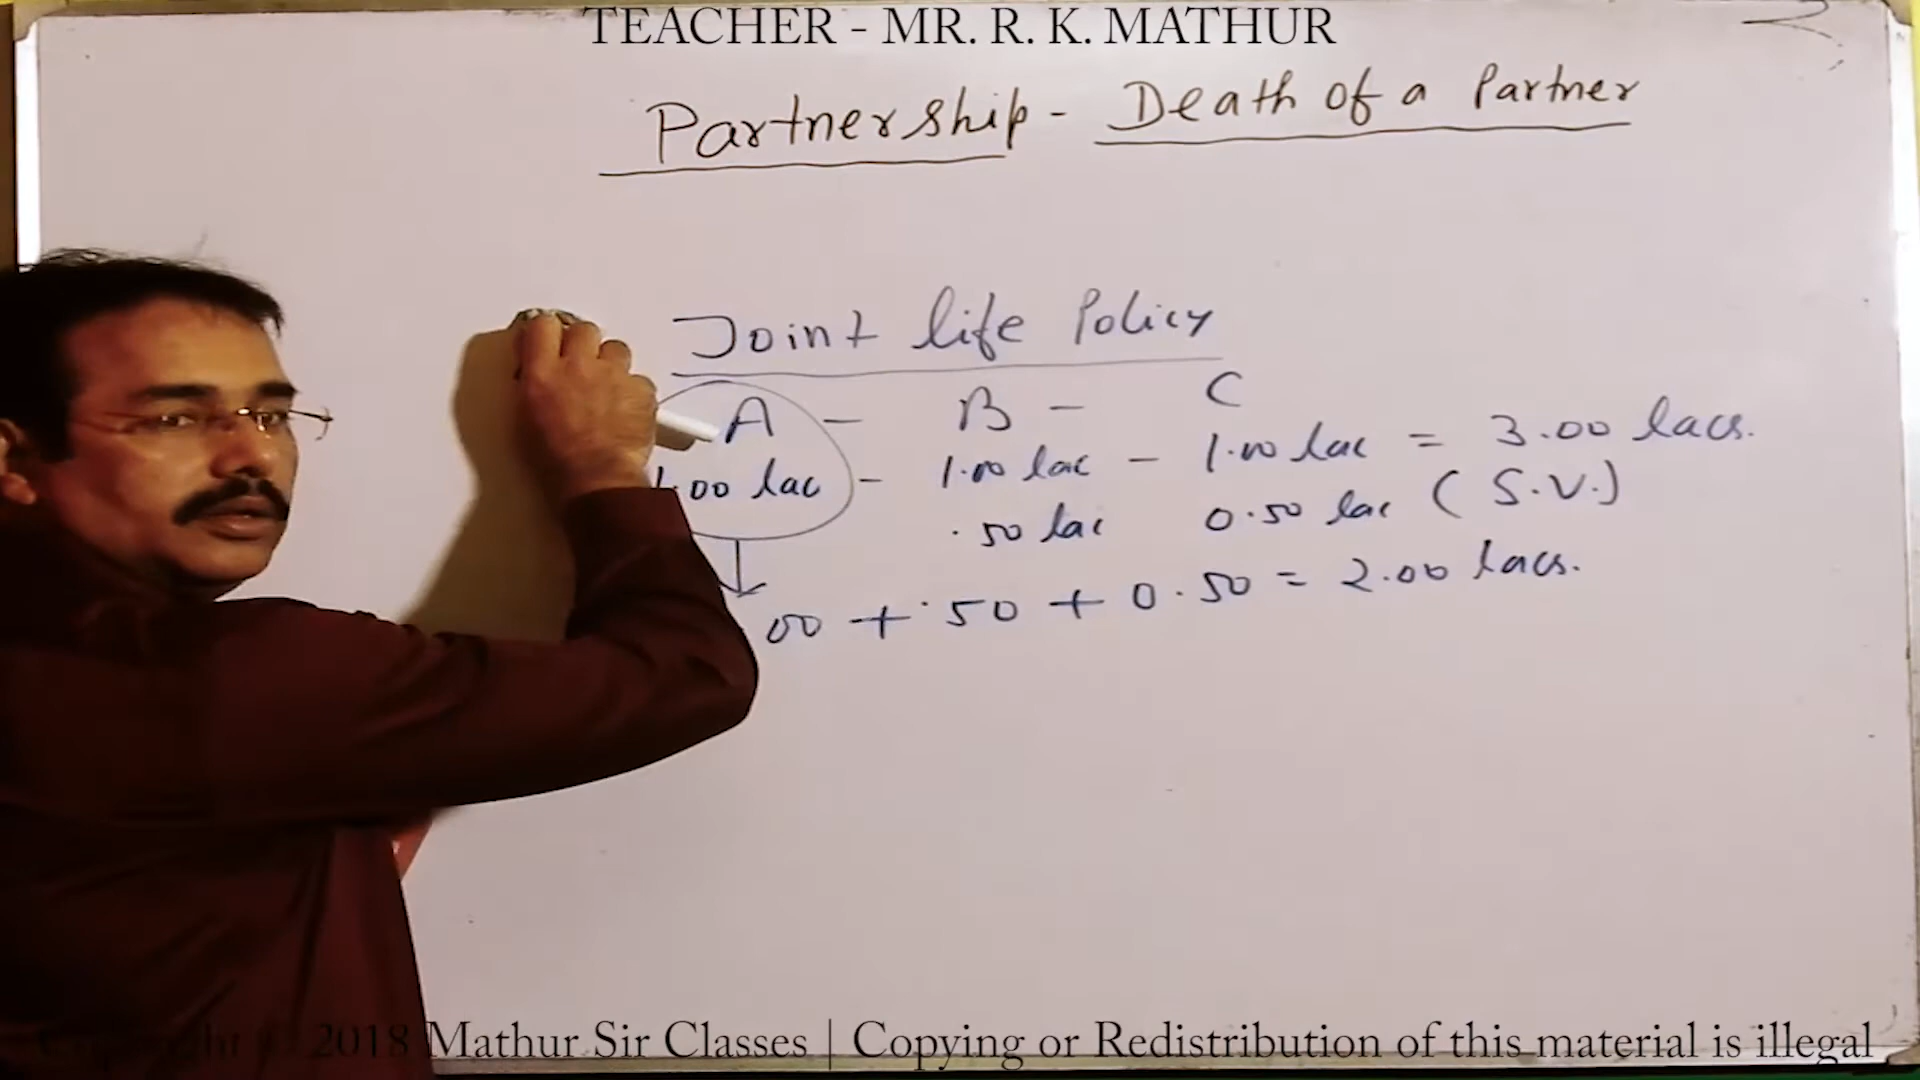 TEACHER - MR. R. K. MATHUR
Partnership - Death of a Partner
Joint life Policy
A - B - C
.00 lac - 1.00 lac - 1.00 lac = 3.00 lacs.
.50 lac 0.50 lac (S.V.)
00 + .50 + 0.50 = 2.00 lacs.
2018 Mathur Sir Classes | Copying or Redistribution of this material is illegal